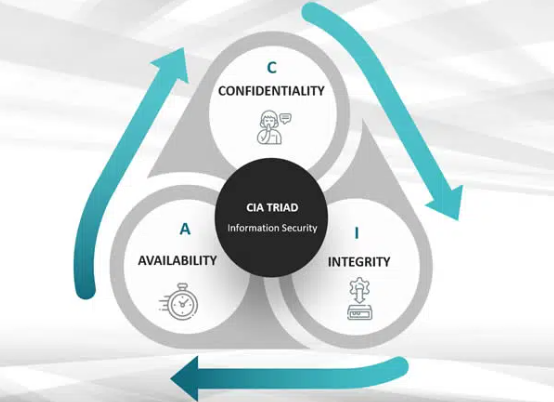 C
CONFIDENTIALITY
CIA TRIAD
Information Security
A
AVAILABILITY
I
INTEGRITY